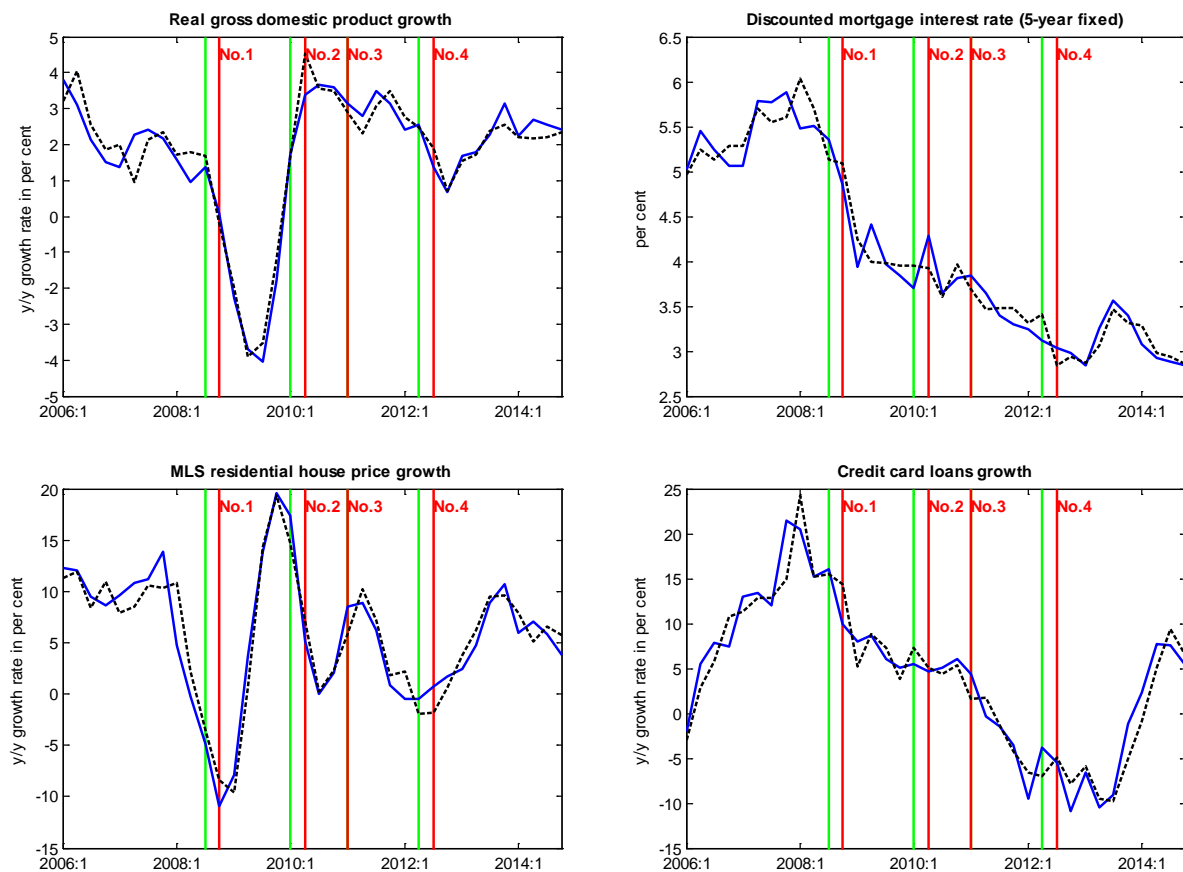 Real gross domestic product growth
5
4
3
2
1
0
-1
-2
-3
-4
-5
y/y growth rate in per cent
No.1
No.2
No.3
No.4
2006:1
2008:1
2010:1
2012:1
2014:1
Discounted mortgage interest rate (5-year fixed)
6.5
6
5.5
5
4.5
4
3.5
3
2.5
per cent
No.1
No.2
No.3
No.4
2006:1
2008:1
2010:1
2012:1
2014:1
MLS residential house price growth
20
15
10
5
0
-5
-10
-15
y/y growth rate in per cent
No.1
No.2
No.3
No.4
2006:1
2008:1
2010:1
2012:1
2014:1
Credit card loans growth
25
20
15
10
5
0
-5
-10
-15
y/y growth rate in per cent
No.1
No.2
No.3
No.4
2006:1
2008:1
2010:1
2012:1
2014:1